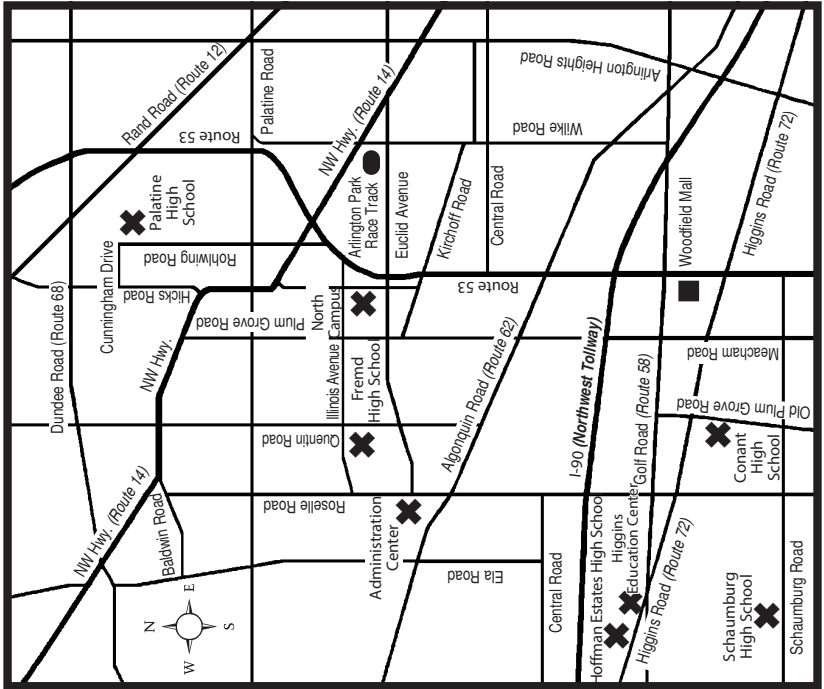 Rand Road (Route 12)
Palatine Road
NW Hwy. (Route 14)
Arlington Heights Road
Wilke Road
Route 53
Palatine
High
School
Arlington Park
Race Track
Euclid Avenue
Kirchoff Road
Central Road
Woodfield Mall
Higgins Road (Route 72)
Rohlwing Road
Cunningham Drive
Hicks Road
Route 53
Dundee Road (Route 68)
Plum Grove Road
North
Campus
NW Hwy.
Illinois Avenue
Fremd
High School
Algonquin Road (Route 62)
I-90 (Northwest Tollway)
Golf Road (Route 58)
Meacham Road
Old Plum Grove Road
Quentin Road
Conant
High
School
NW Hwy. (Route 14)
Baldwin Road
Roselle Road
Administration
Center
Ela Road
Central Road
Hoffman Estates High School
Higgins
Education Center
Higgins Road (Route 72)
Schaumburg
High School
Schaumburg Road
N
E
S
W